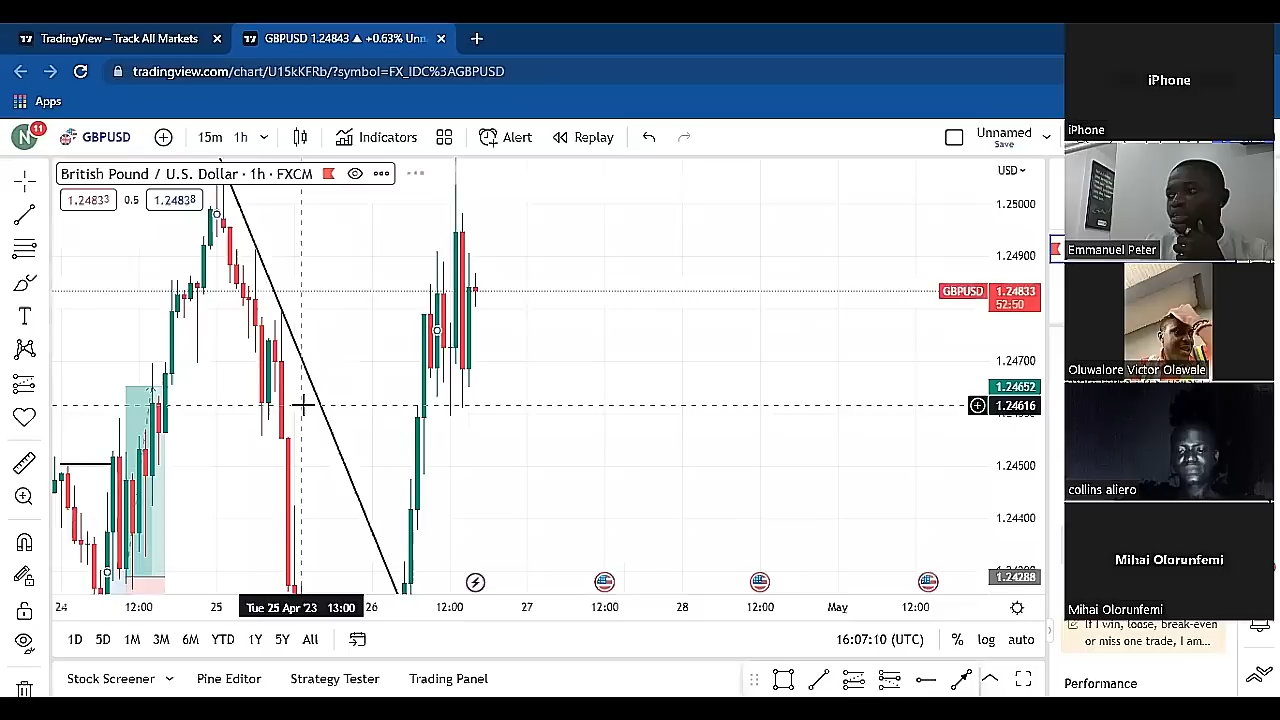 TradingView – Track All Markets
GBPUSD 1.24843 ▲ +0.63% Unn
tradingview.com/chart/U15kKFRb/?symbol=FX_IDC%3AGBPUSD
Apps
N 11 GBPUSD 15m 1h Indicators Alert Replay Unnamed
Save
British Pound / U.S. Dollar · 1h · FXCM
1.24833 0.5 1.24838
USD
1.25000
1.24900
GBPUSD 1.24833
52:50
1.24700
1.24652
1.24616
1.24500
1.24400
1.24288
24 12:00 25 Tue 25 Apr '23 13:00 26 12:00 27 12:00 28 12:00 May 12:00
1D 5D 1M 3M 6M YTD 1Y 5Y All 16:07:10 (UTC) % log auto
Stock Screener Pine Editor Strategy Tester Trading Panel
iPhone
iPhone
Emmanuel Peter
Oluwalore Victor Olawale
collins aliero
Mihai Olorunfemi
Mihai Olorunfemi
If I win, loose, break-even
or miss one trade, I am...
Performance